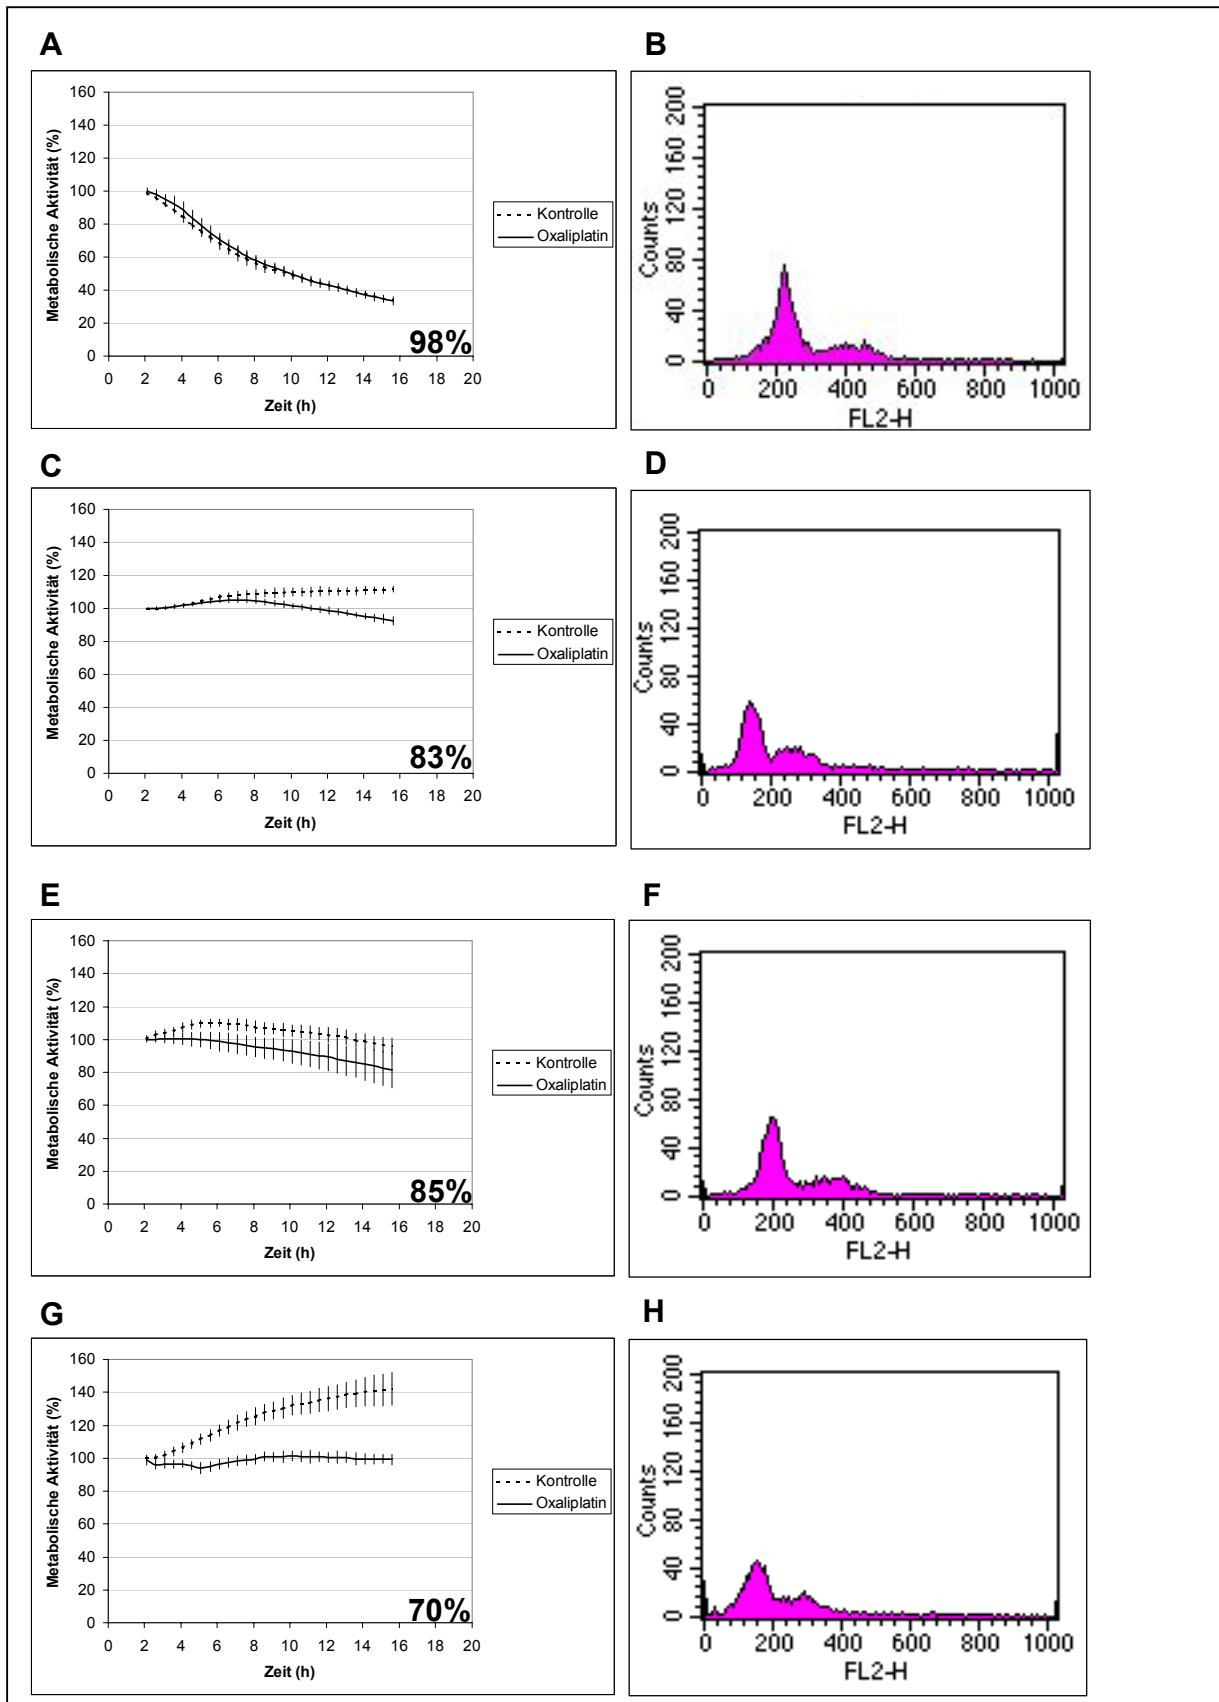 A
160
140
120
100
80
60
40
20
0
Metabolische Aktivität (%)
0 2 4 6 8 10 12 14 16 18 20
Zeit (h)
98%
Kontrolle
Oxaliplatin
B
200
160
120
80
40
0
Counts
0 200 400 600 800 1000
FL2-H
C
160
140
120
100
80
60
40
20
0
Metabolische Aktivität (%)
0 2 4 6 8 10 12 14 16 18 20
Zeit (h)
83%
Kontrolle
Oxaliplatin
D
200
160
120
80
40
0
Counts
0 200 400 600 800 1000
FL2-H
E
160
140
120
100
80
60
40
20
0
Metabolische Aktivität (%)
0 2 4 6 8 10 12 14 16 18 20
Zeit (h)
85%
Kontrolle
Oxaliplatin
F
200
160
120
80
40
0
Counts
0 200 400 600 800 1000
FL2-H
G
160
140
120
100
80
60
40
20
0
Metabolische Aktivität (%)
0 2 4 6 8 10 12 14 16 18 20
Zeit (h)
70%
Kontrolle
Oxaliplatin
H
200
160
120
80
40
0
Counts
0 200 400 600 800 1000
FL2-H